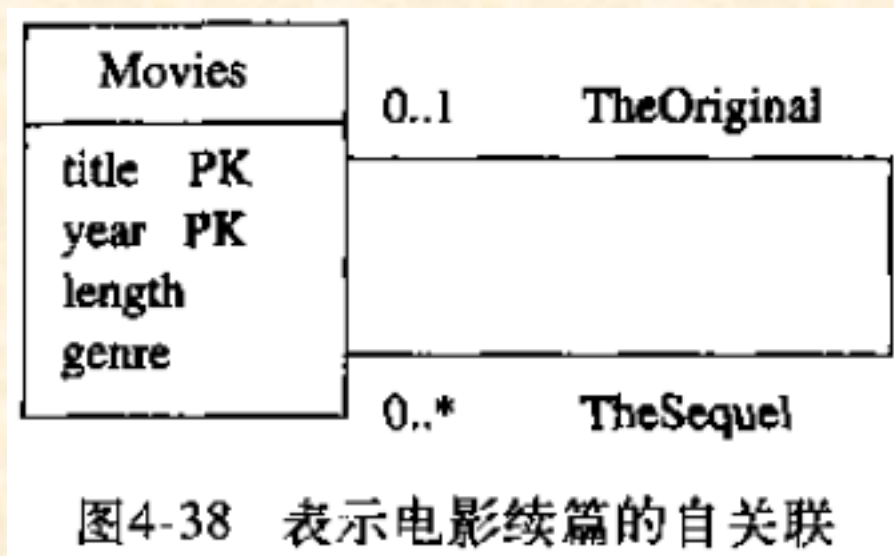 Movies
0..1 TheOriginal
title PK
year PK
length
genre
0..* TheSequel
图4-38 表示电影续篇的自关联